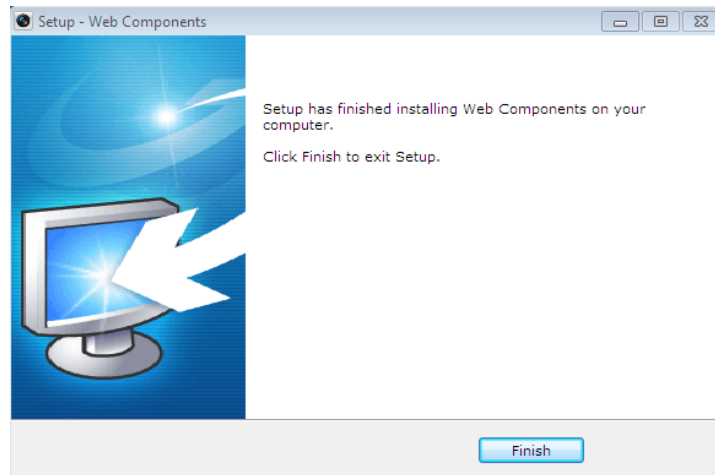 Setup - Web Components
Setup has finished installing Web Components on your
computer.
Click Finish to exit Setup.
Finish